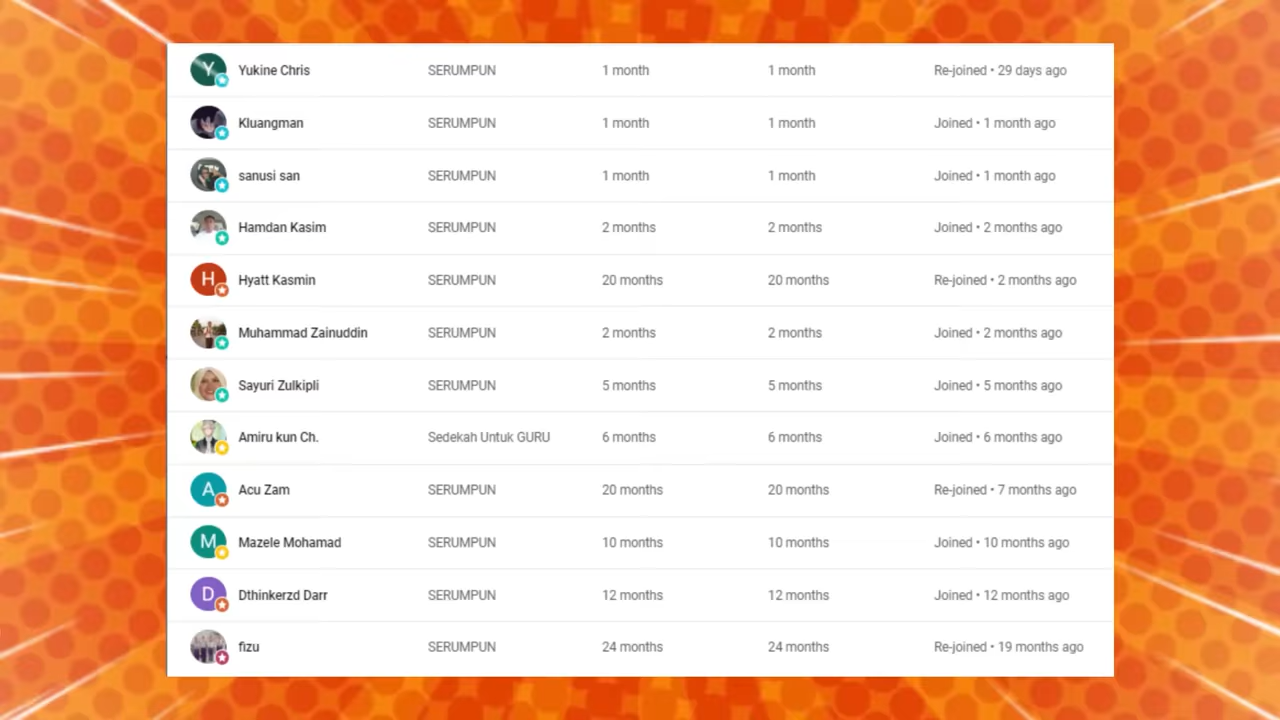 Y Yukine Chris SERUMPUN 1 month 1 month Re-joined • 29 days ago
Kluangman SERUMPUN 1 month 1 month Joined • 1 month ago
sanusi san SERUMPUN 1 month 1 month Joined • 1 month ago
Hamdan Kasim SERUMPUN 2 months 2 months Joined • 2 months ago
H Hyatt Kasmin SERUMPUN 20 months 20 months Re-joined • 2 months ago
Muhammad Zainuddin SERUMPUN 2 months 2 months Joined • 2 months ago
Sayuri Zulkipli SERUMPUN 5 months 5 months Joined • 5 months ago
Amiru kun Ch. Sedekah Untuk GURU 6 months 6 months Joined • 6 months ago
A Acu Zam SERUMPUN 20 months 20 months Re-joined • 7 months ago
M Mazele Mohamad SERUMPUN 10 months 10 months Joined • 10 months ago
D Dthinkerzd Darr SERUMPUN 12 months 12 months Joined • 12 months ago
fizu SERUMPUN 24 months 24 months Re-joined • 19 months ago